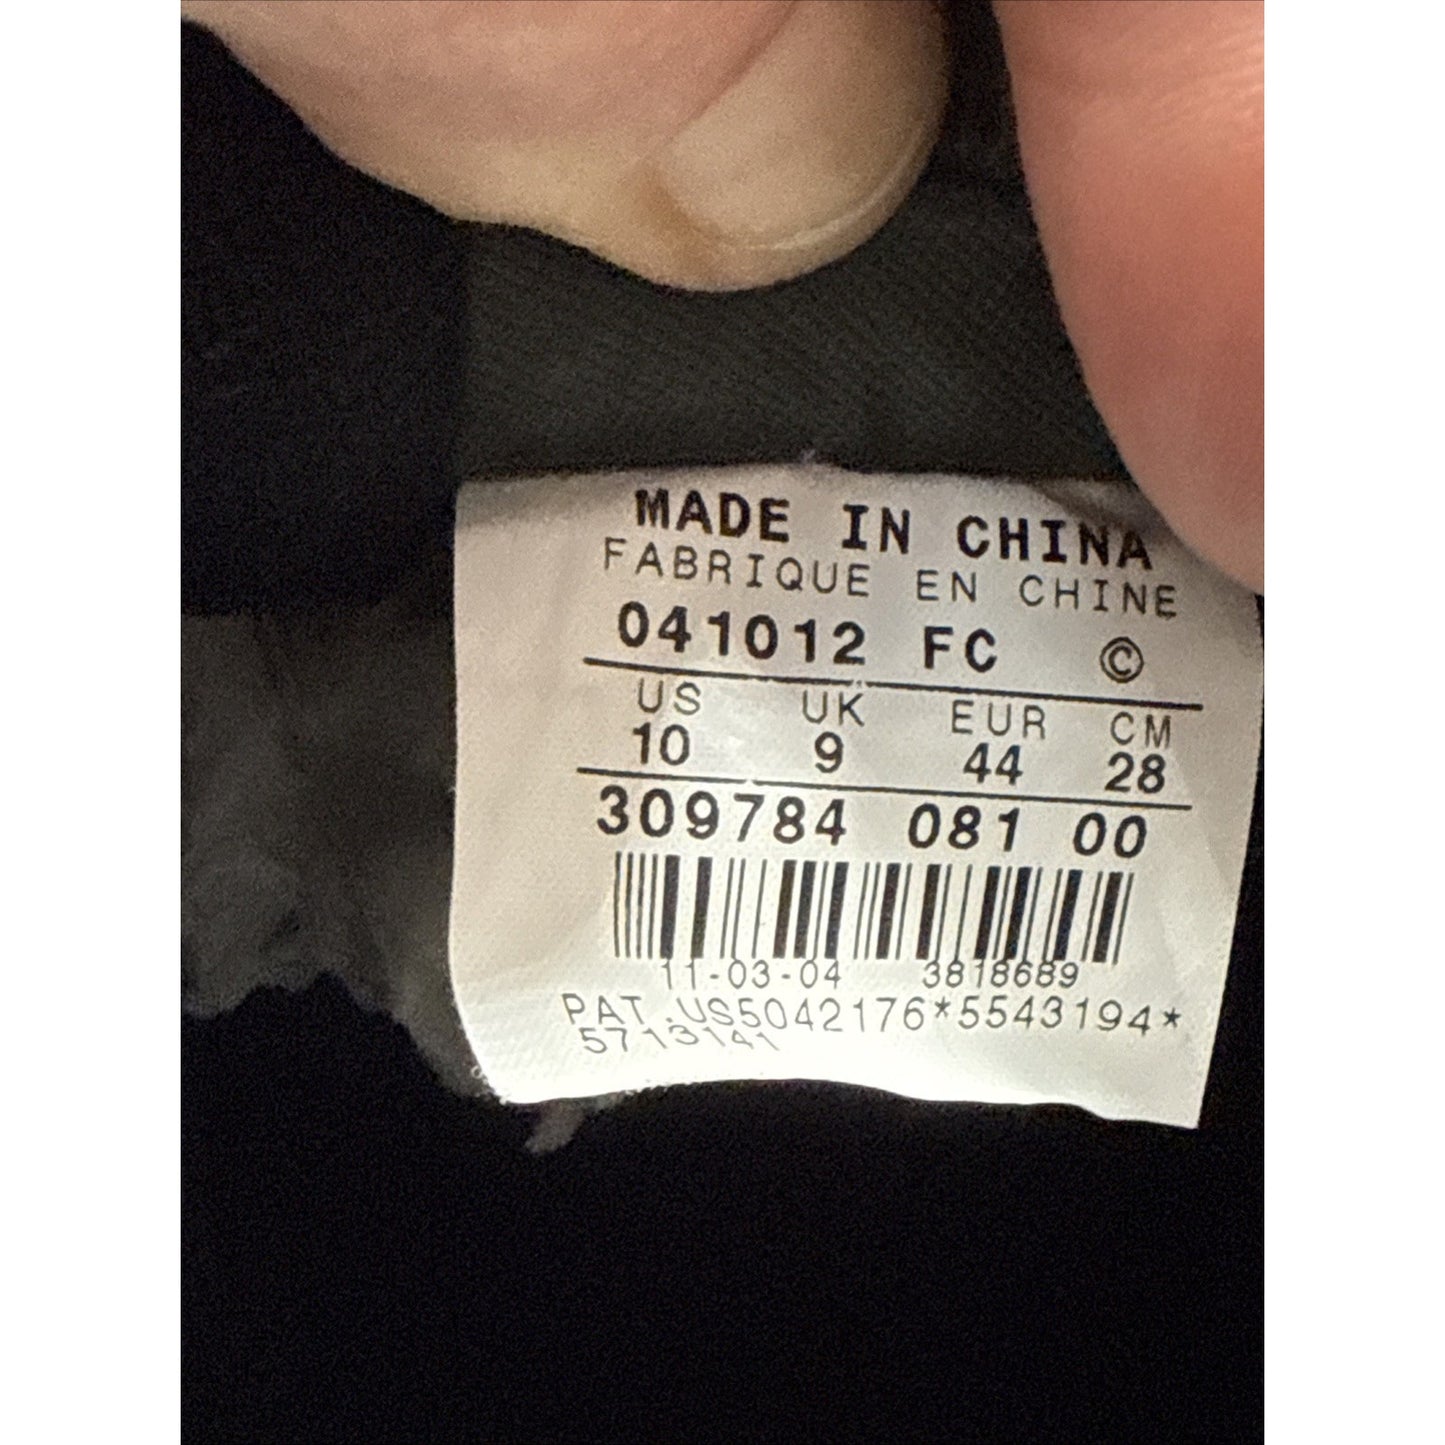 MADE IN CHINA
FABRIQUE EN CHINE
041012 FC ©
US UK EUR CM
10 9 44 28
309784 081 00
11-03-04 3818689
PAT.US5042176*5543194*
5713141